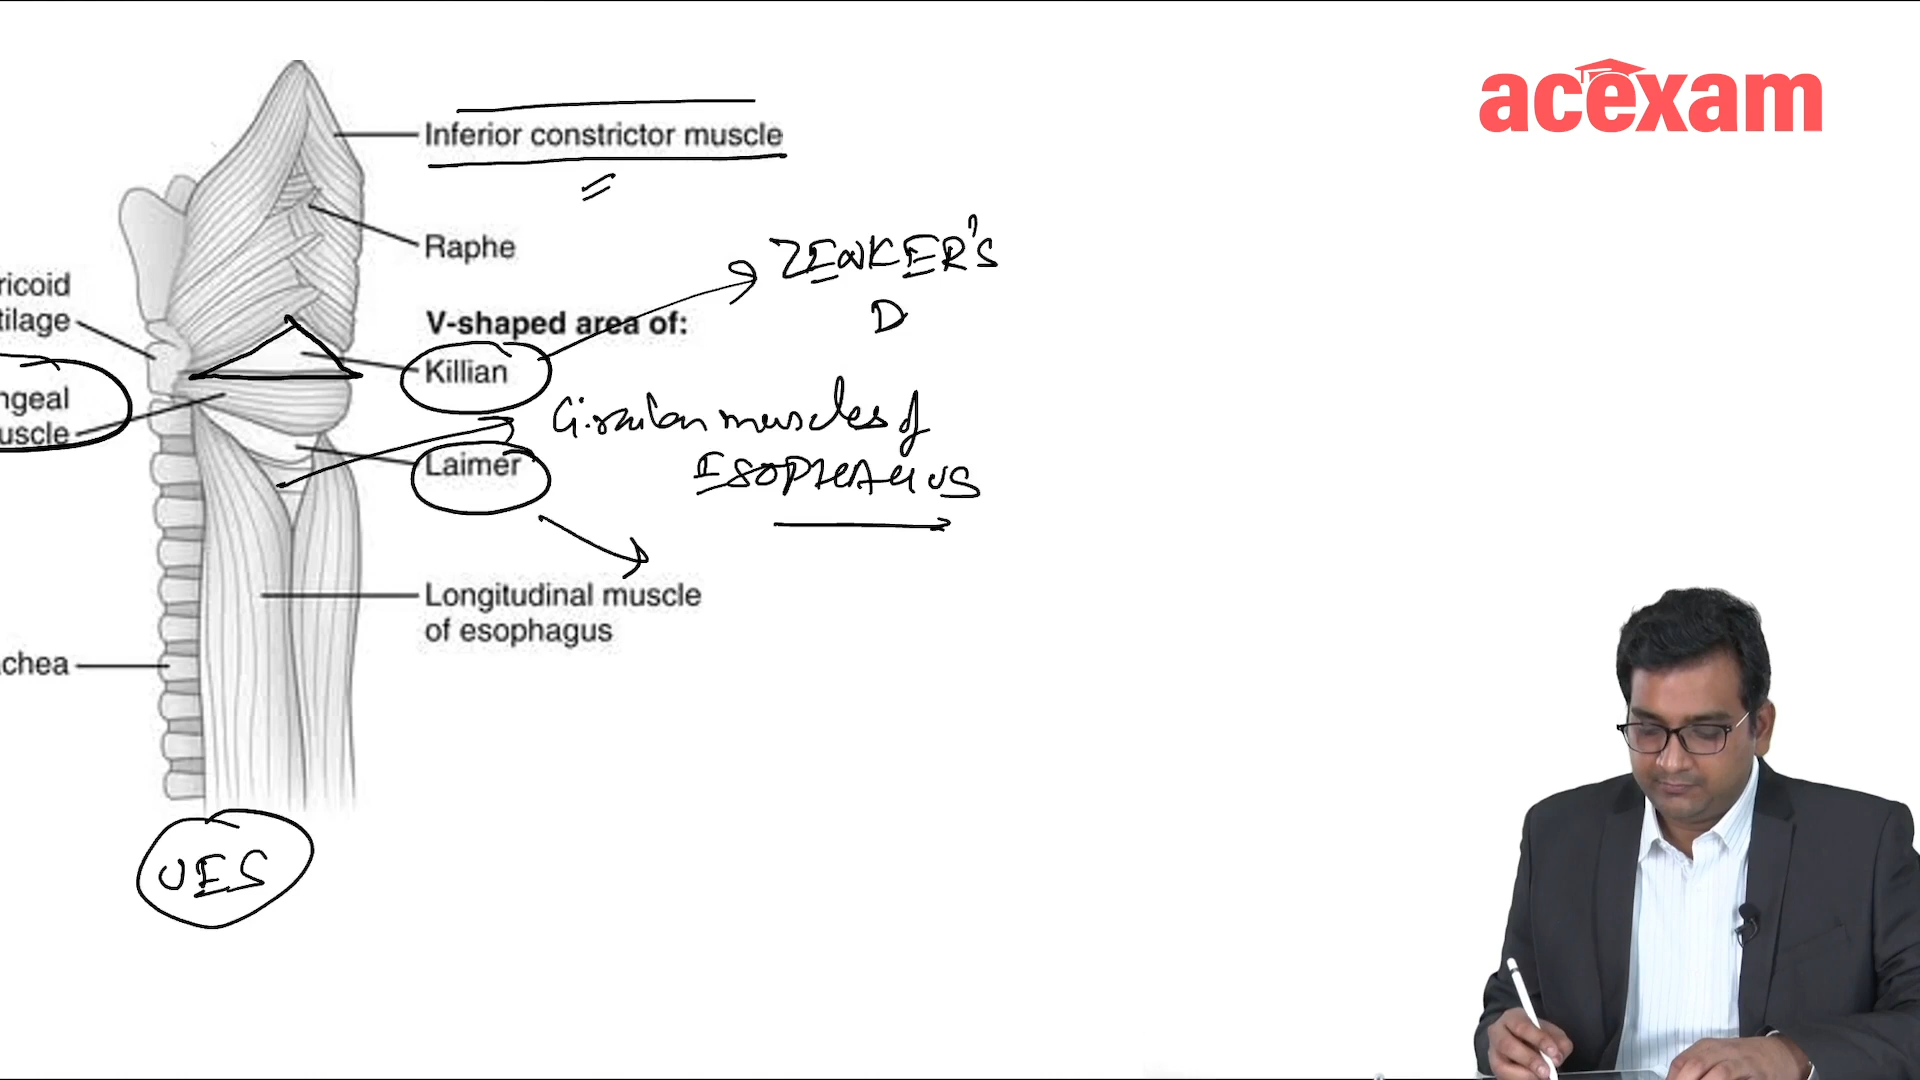 acexam
Inferior constrictor muscle
Raphe
ZENKER'S
D
ricoid
tilage
V-shaped area of:
Killian
ngeal
uscle
Circular muscles of
ESOPHAGUS
Laimer
Longitudinal muscle
of esophagus
achea
UES